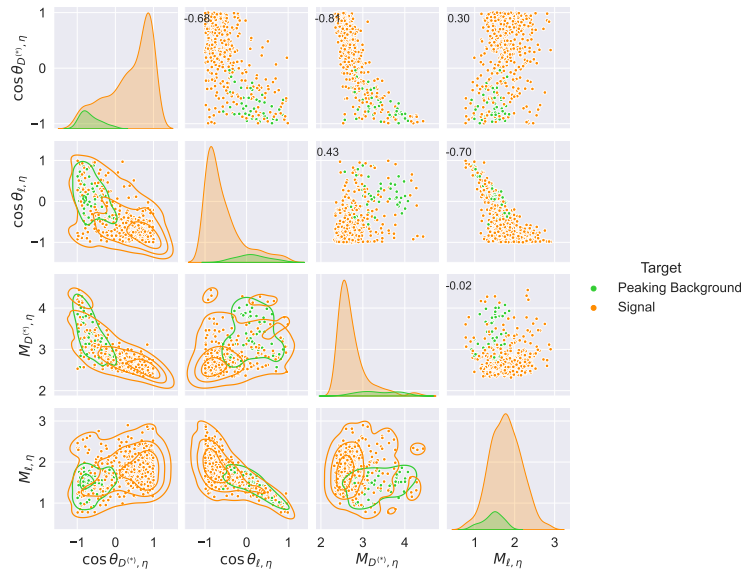 cos θ_{D^{(*)}, η}
1
0
−1
-0.68
-0.81
0.30
cos θ_{ℓ, η}
1
0
−1
0.43
-0.70
M_{D^{(*)}, η}
4
3
2
-0.02
Target
Peaking Background
Signal
M_{ℓ, η}
3
2
1
−1 0 1
−1 0 1
2 3 4
1 2 3
cos θ_{D^{(*)}, η}
cos θ_{ℓ, η}
M_{D^{(*)}, η}
M_{ℓ, η}